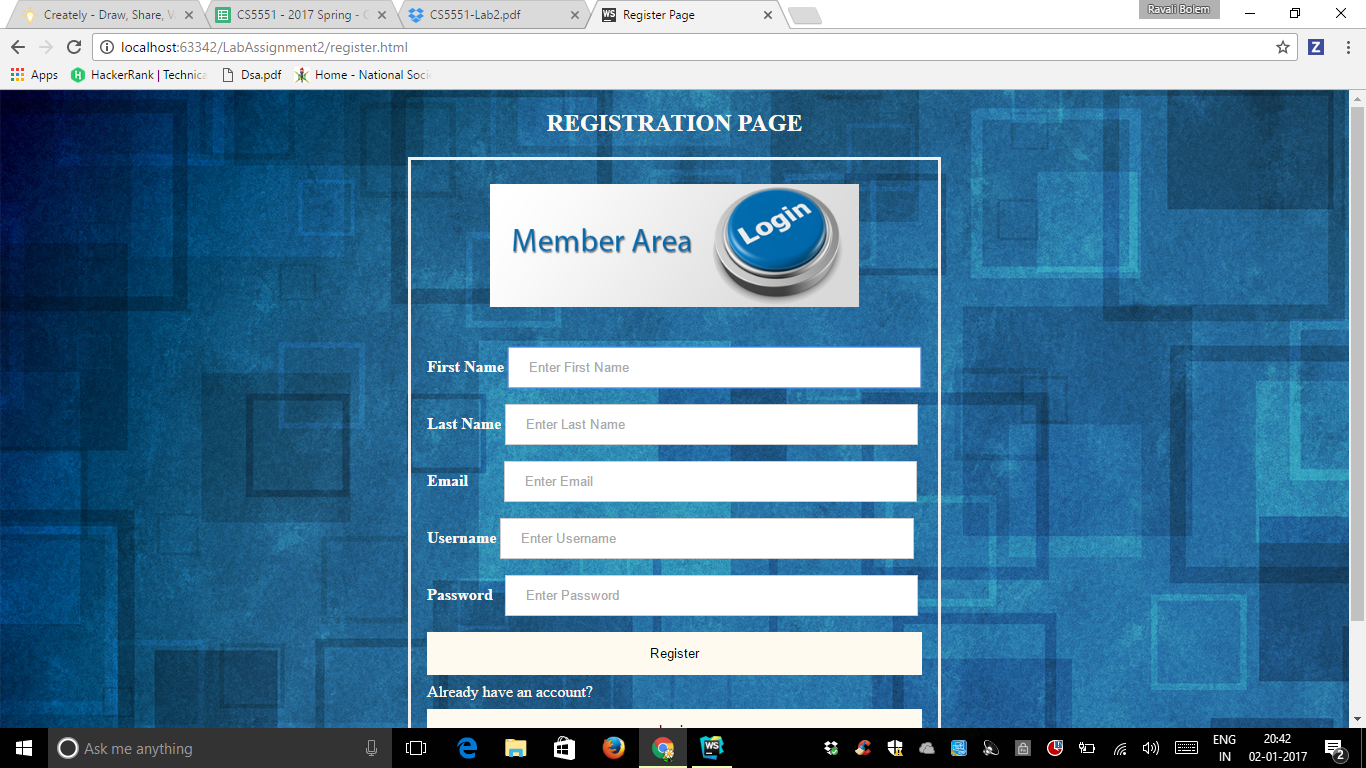 Creately - Draw, Share, V
CS5551 - 2017 Spring - G
CS5551-Lab2.pdf
WS Register Page
Ravali Bolem
localhost:63342/LabAssignment2/register.html
Z
Apps
HackerRank | Technica
Dsa.pdf
Home - National Soci
REGISTRATION PAGE
Member Area
Login
First Name
Enter First Name
Last Name
Enter Last Name
Email
Enter Email
Username
Enter Username
Password
Enter Password
Register
Already have an account?
Ask me anything
WS
ENG
IN
20:42
02-01-2017
2